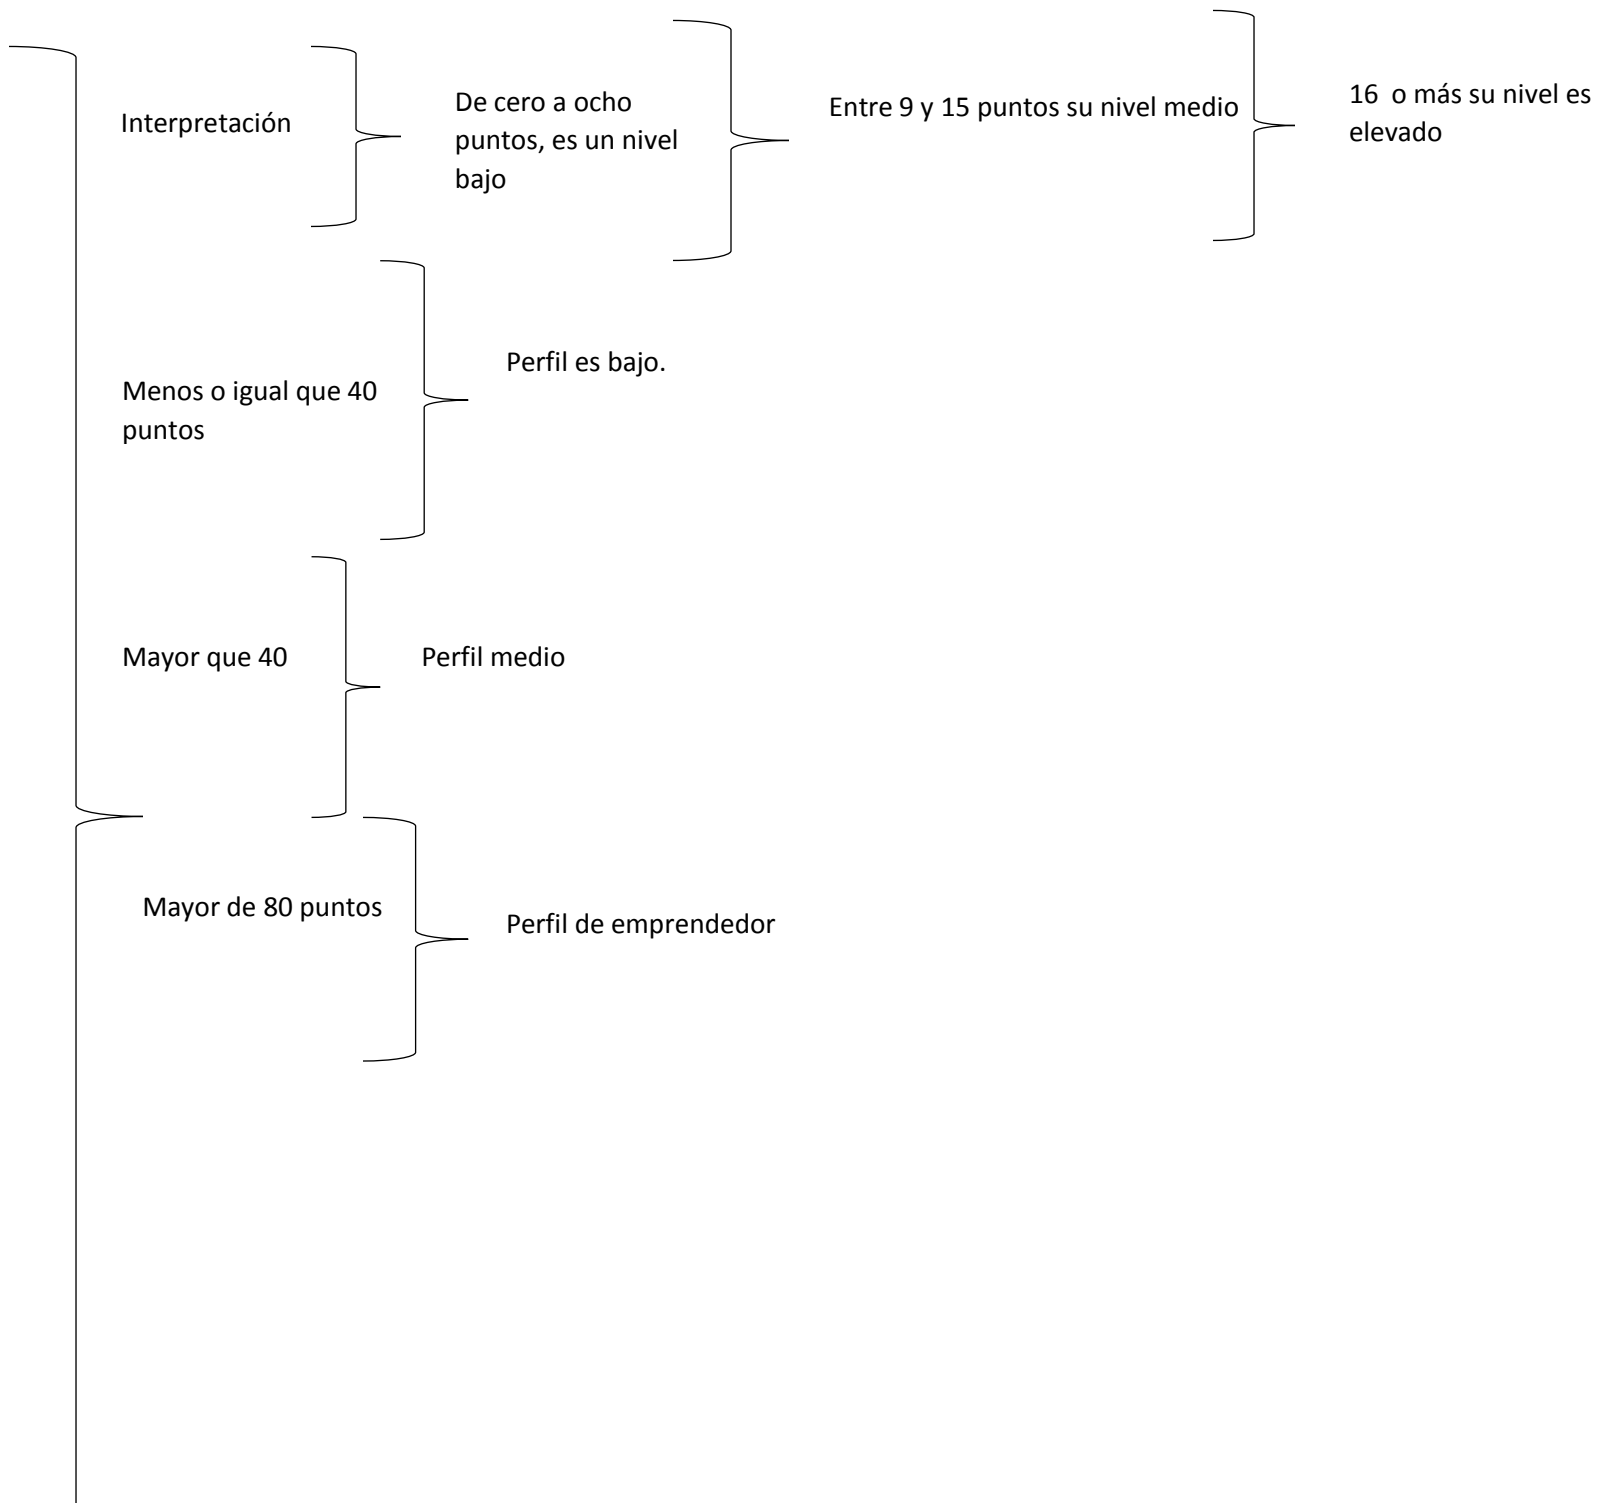 Interpretación
De cero a ocho
puntos, es un nivel
bajo
Entre 9 y 15 puntos su nivel medio
16 o más su nivel es
elevado
Menos o igual que 40
puntos
Perfil es bajo.
Mayor que 40
Perfil medio
Mayor de 80 puntos
Perfil de emprendedor